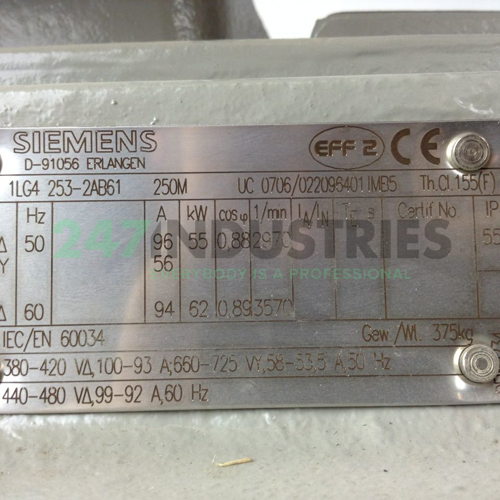 SIEMENS EFF 2 CE
D-91056 ERLANGEN
1LG4 253-2AB61 250M UC 0706/022096401 IMB5 Th.Cl.155(F)
Hz A kW cosφ 1/min IA/IN Certif No IP
Δ 50 96 55 0.88 2970 55
Y 56
Δ 60 94 62 0.89 3570
247INDUSTRIES
EVERYBODY IS A PROFESSIONAL
IEC/EN 60034 Gew./Wt. 375kg
380-420 VΔ,100-93 A,660-725 VY,58-53,5 A,50 Hz
440-480 VΔ,99-92 A,60 Hz